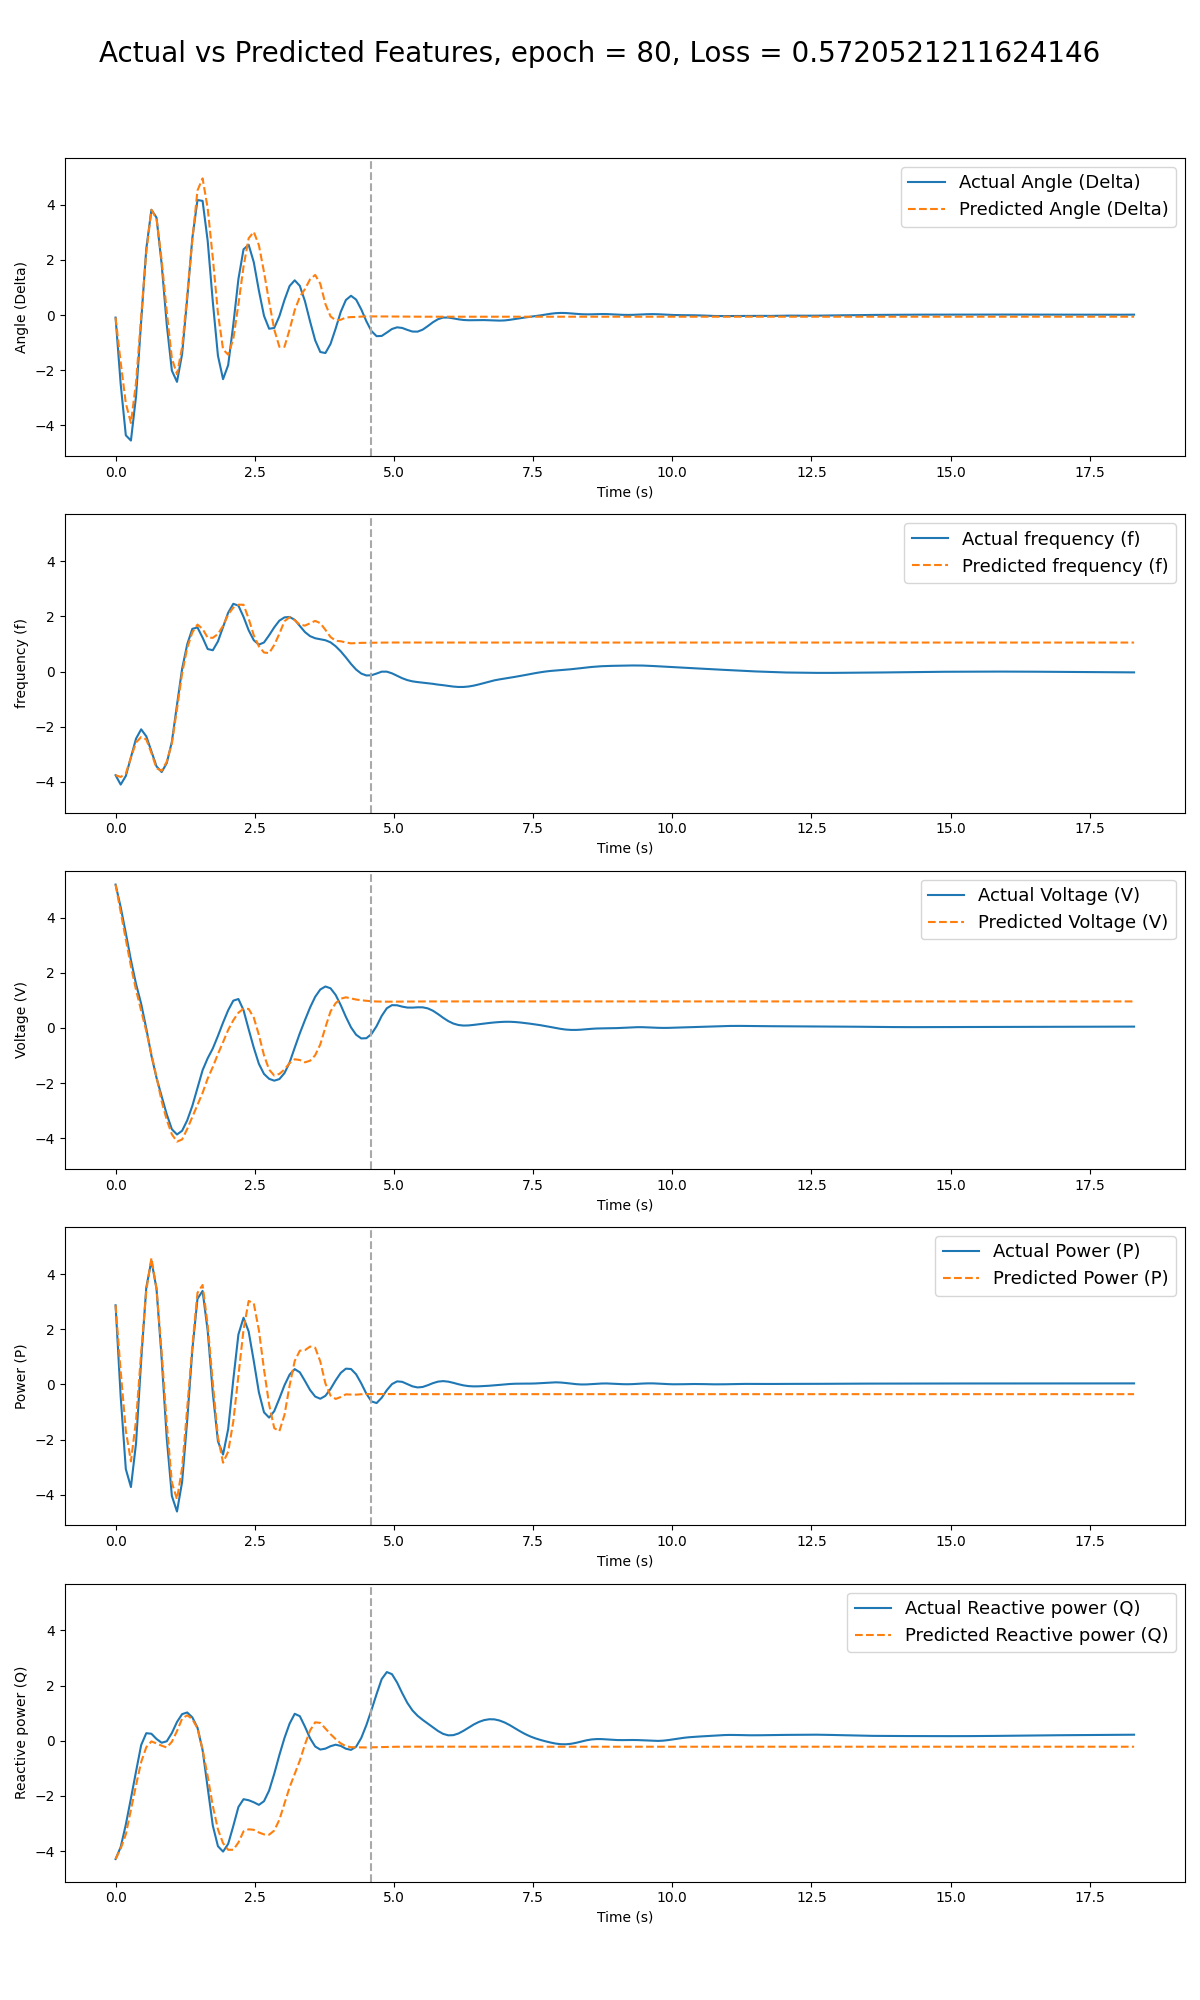 Actual vs Predicted Features, epoch = 80, Loss = 0.5720521211624146
Actual Angle (Delta)
Predicted Angle (Delta)
Angle (Delta)
4
2
0
−2
−4
0.0 2.5 5.0 7.5 10.0 12.5 15.0 17.5
Time (s)
Actual frequency (f)
Predicted frequency (f)
frequency (f)
4
2
0
−2
−4
0.0 2.5 5.0 7.5 10.0 12.5 15.0 17.5
Time (s)
Actual Voltage (V)
Predicted Voltage (V)
Voltage (V)
4
2
0
−2
−4
0.0 2.5 5.0 7.5 10.0 12.5 15.0 17.5
Time (s)
Actual Power (P)
Predicted Power (P)
Power (P)
4
2
0
−2
−4
0.0 2.5 5.0 7.5 10.0 12.5 15.0 17.5
Time (s)
Actual Reactive power (Q)
Predicted Reactive power (Q)
Reactive power (Q)
4
2
0
−2
−4
0.0 2.5 5.0 7.5 10.0 12.5 15.0 17.5
Time (s)